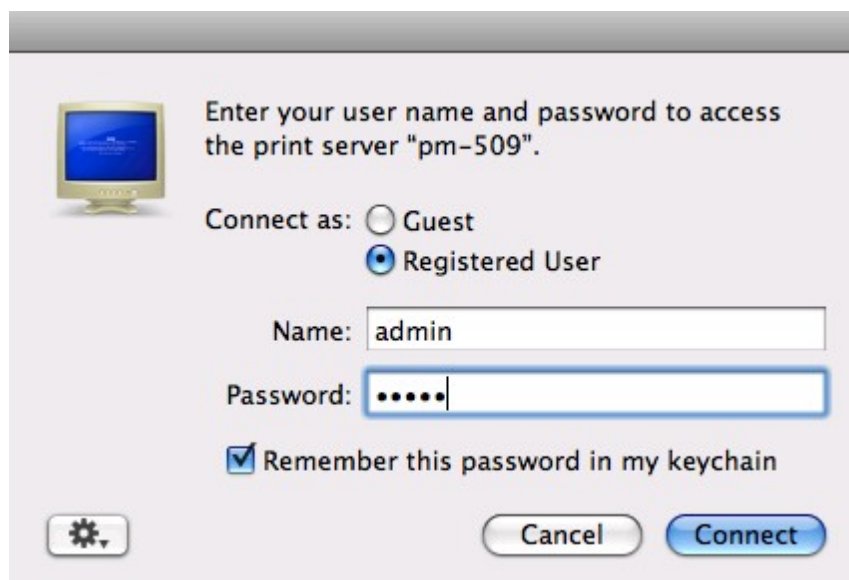 Enter your user name and password to access
the print server “pm-509”.
Connect as: Guest
Registered User
Name: admin
Password: •••••
Remember this password in my keychain
Cancel Connect